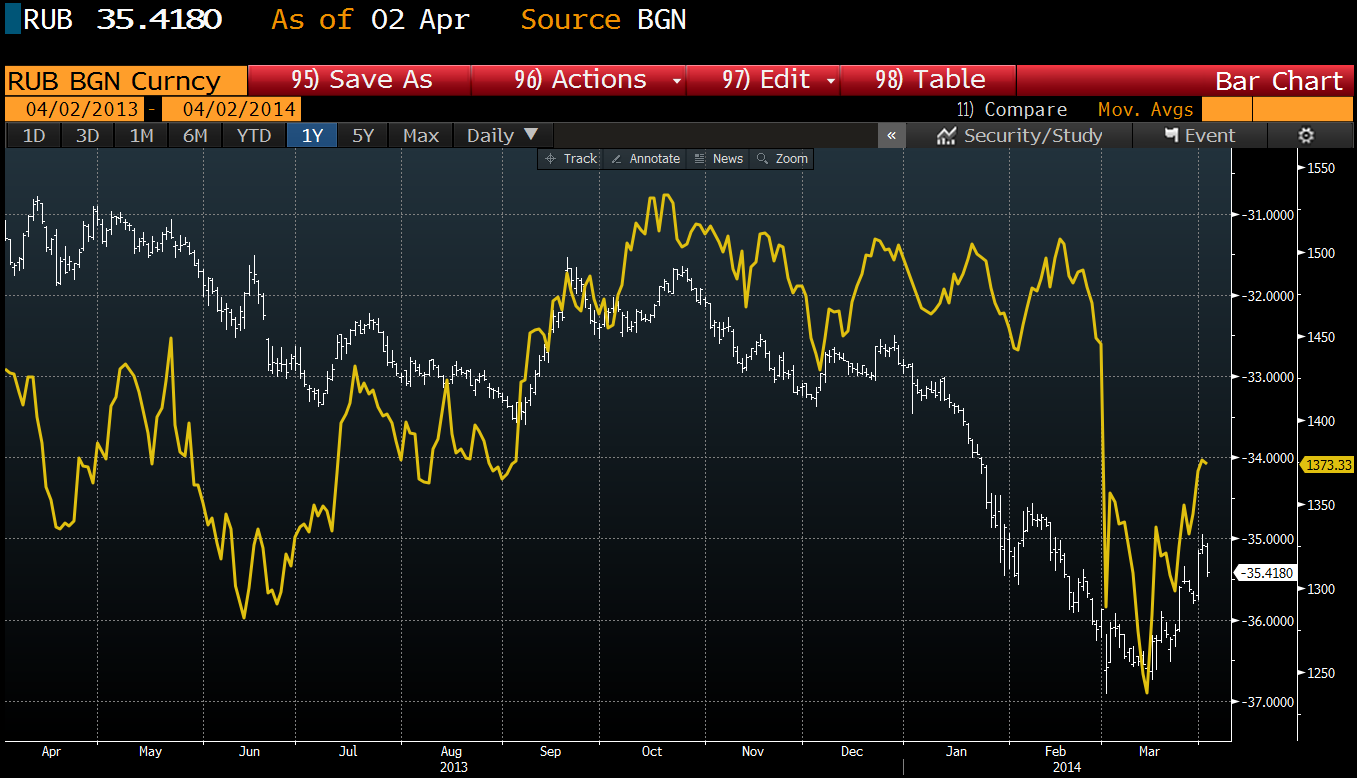 RUB 35.4180 As of 02 Apr Source BGN
RUB BGN Curncy 95) Save As 96) Actions 97) Edit 98) Table Bar Chart
04/02/2013 - 04/02/2014 11) Compare Mov. Avgs
1D 3D 1M 6M YTD 1Y 5Y Max Daily ▼ « Security/Study Event
Track Annotate News Zoom
1550
-31.0000
1500
-32.0000
1450
-33.0000
1400
-34.0000
1373.33
1350
-35.0000
-35.4180
1300
-36.0000
1250
-37.0000
Apr May Jun Jul Aug Sep Oct Nov Dec Jan Feb Mar
2013 2014